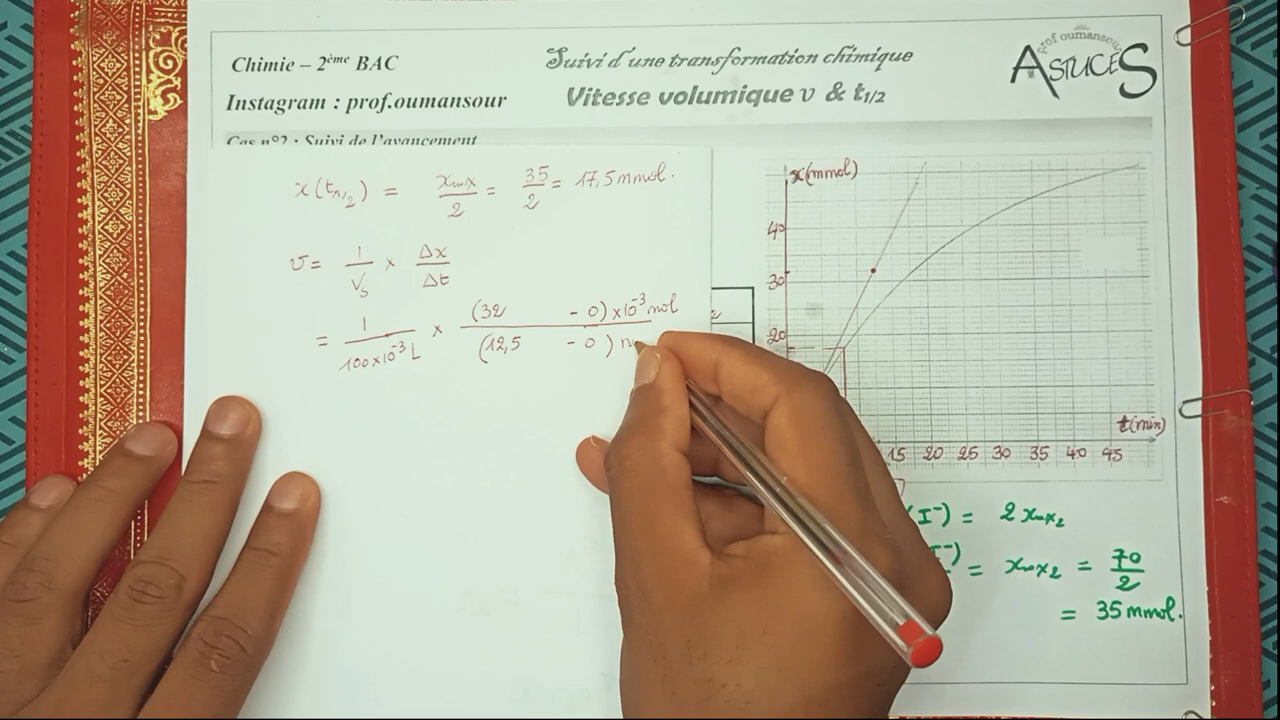 Chimie – 2ème BAC
Instagram : prof.oumansour
Suivi d'une transformation chimique
Vitesse volumique v & t1/2
prof oumansour
ASTUCES
Cas n°2 : Suivi de l'avancement
x(t1/2) = xmax/2 = 35/2 = 17,5 mmol.
v = 1/Vs × Δx/Δt
= 1/100×10⁻³ L × (32 - 0)×10⁻³ mol/(12,5 - 0) m
x(mmol)
40
30
20
t(min)
15 20 25 30 35 40 45
(I⁻) = 2 xmax2
= xmax2 = 70/2
= 35 mmol.